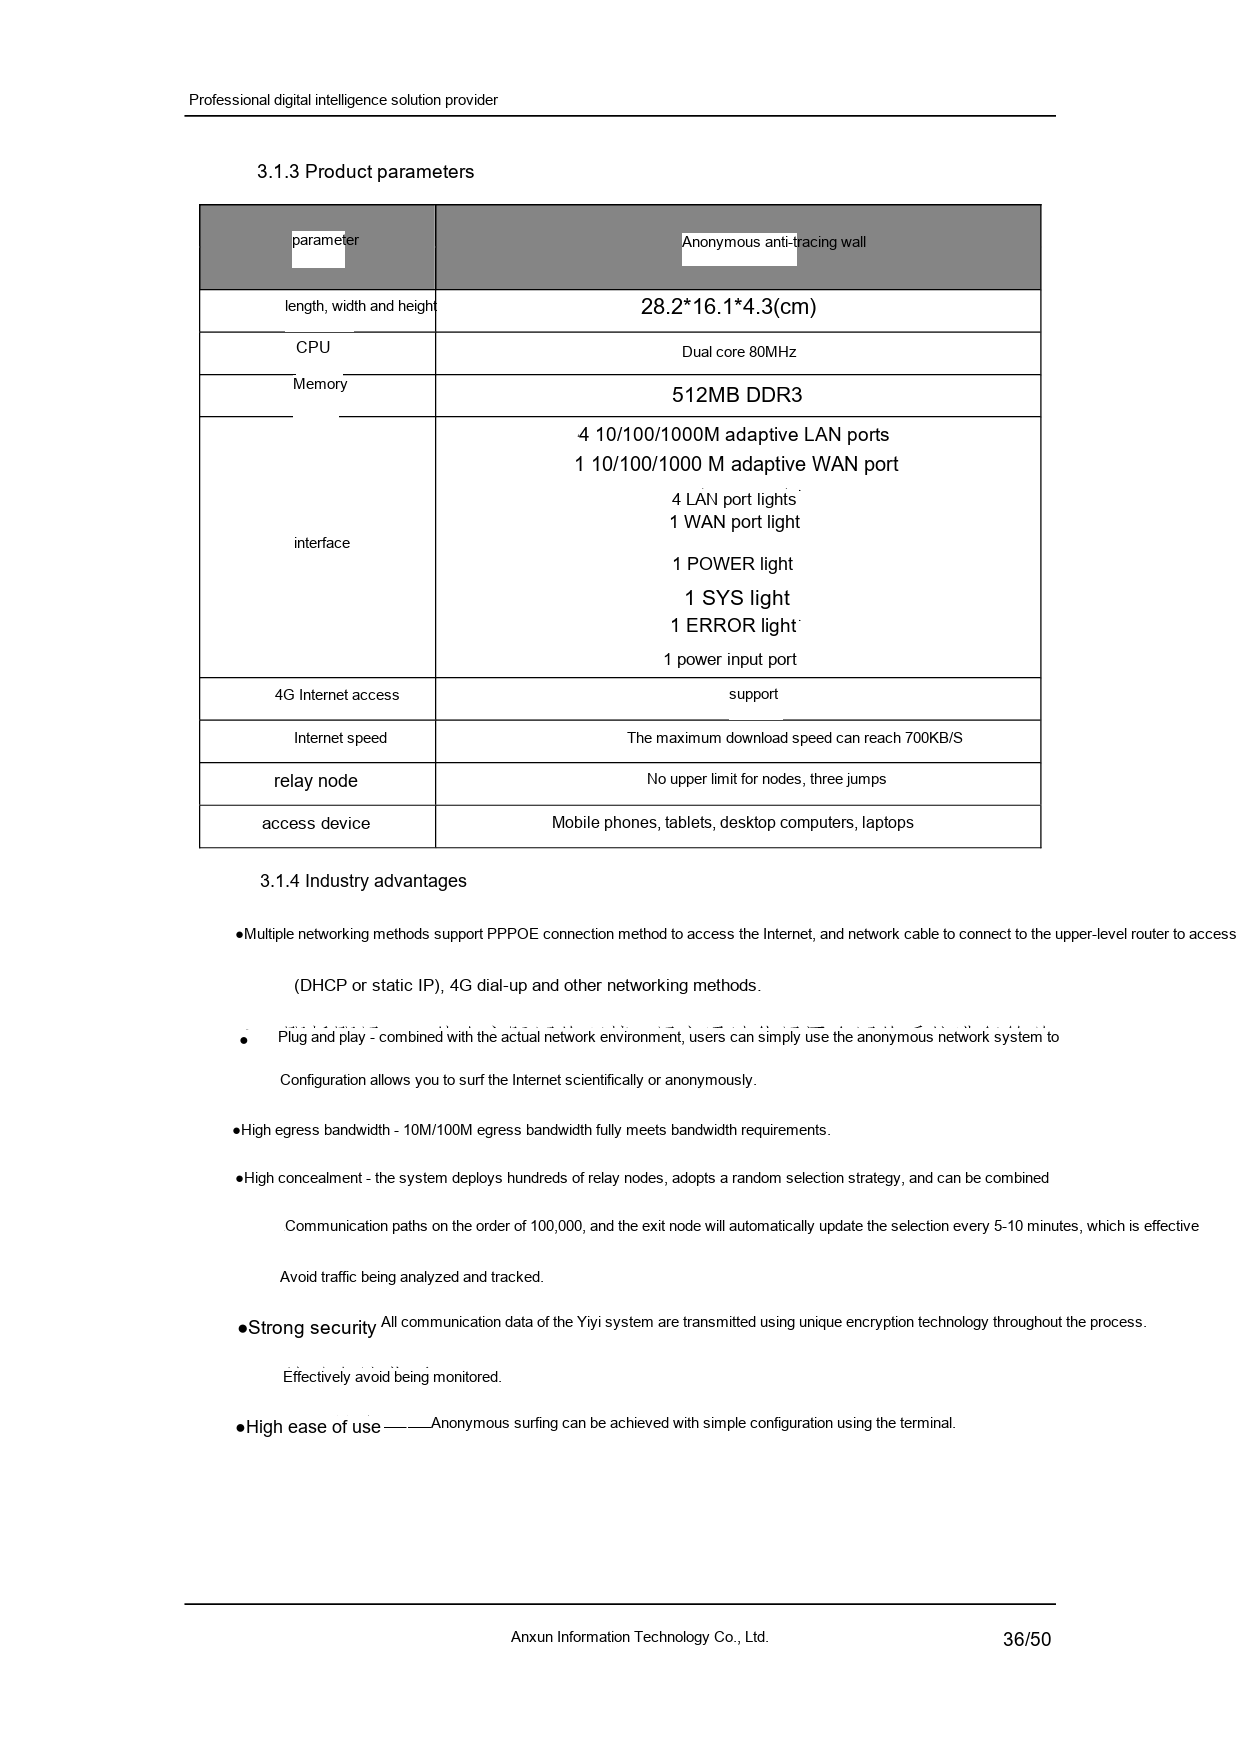 Professional digital intelligence solution provider
3.1.3 Product parameters
parameter
Anonymous anti-tracing wall
length, width and height
28.2*16.1*4.3(cm)
CPU
Dual core 80MHz
Memory
512MB DDR3
interface
4 10/100/1000M adaptive LAN ports
1 10/100/1000 M adaptive WAN port
4 LAN port lights
1 WAN port light
1 POWER light
1 SYS light
1 ERROR light
1 power input port
4G Internet access
support
Internet speed
The maximum download speed can reach 700KB/S
relay node
No upper limit for nodes, three jumps
access device
Mobile phones, tablets, desktop computers, laptops
3.1.4 Industry advantages
●Multiple networking methods support PPPOE connection method to access the Internet, and network cable to connect to the upper-level router to access
(DHCP or static IP), 4G dial-up and other networking methods.
● Plug and play - combined with the actual network environment, users can simply use the anonymous network system to
Configuration allows you to surf the Internet scientifically or anonymously.
●High egress bandwidth - 10M/100M egress bandwidth fully meets bandwidth requirements.
●High concealment - the system deploys hundreds of relay nodes, adopts a random selection strategy, and can be combined
Communication paths on the order of 100,000, and the exit node will automatically update the selection every 5-10 minutes, which is effective
Avoid traffic being analyzed and tracked.
●Strong security All communication data of the Yiyi system are transmitted using unique encryption technology throughout the process.
Effectively avoid being monitored.
●High ease of use ——Anonymous surfing can be achieved with simple configuration using the terminal.
Anxun Information Technology Co., Ltd.
36/50